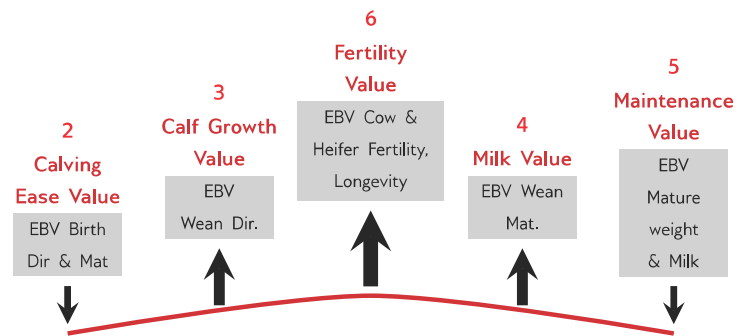 2
Calving
Ease Value
EBV Birth
Dir & Mat
3
Calf Growth
Value
EBV
Wean Dir.
6
Fertility
Value
EBV Cow &
Heifer Fertility,
Longevity
4
Milk Value
EBV Wean
Mat.
5
Maintenance
Value
EBV
Mature
weight
& Milk